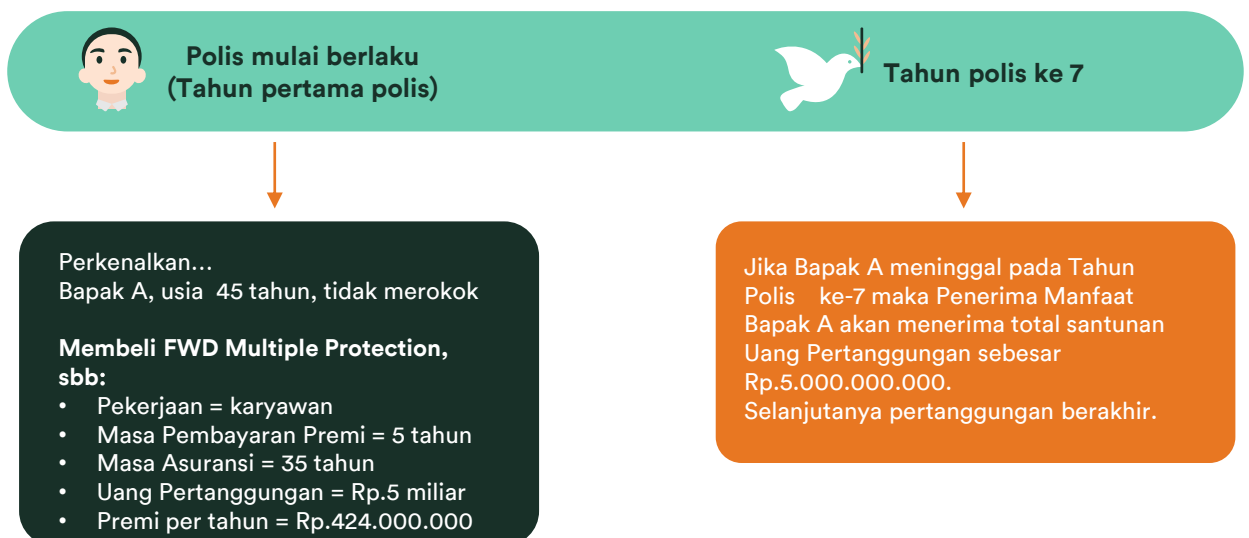 Polis mulai berlaku
(Tahun pertama polis)
Tahun polis ke 7
Perkenalkan...
Bapak A, usia  45 tahun, tidak merokok
Membeli FWD Multiple Protection,
sbb:
• Pekerjaan = karyawan
• Masa Pembayaran Premi = 5 tahun
• Masa Asuransi = 35 tahun
• Uang Pertanggungan = Rp.5 miliar
• Premi per tahun = Rp.424.000.000
Jika Bapak A meninggal pada Tahun
Polis   ke-7 maka Penerima Manfaat
Bapak A akan menerima total santunan
Uang Pertanggungan sebesar
Rp.5.000.000.000.
Selanjutanya pertanggungan berakhir.